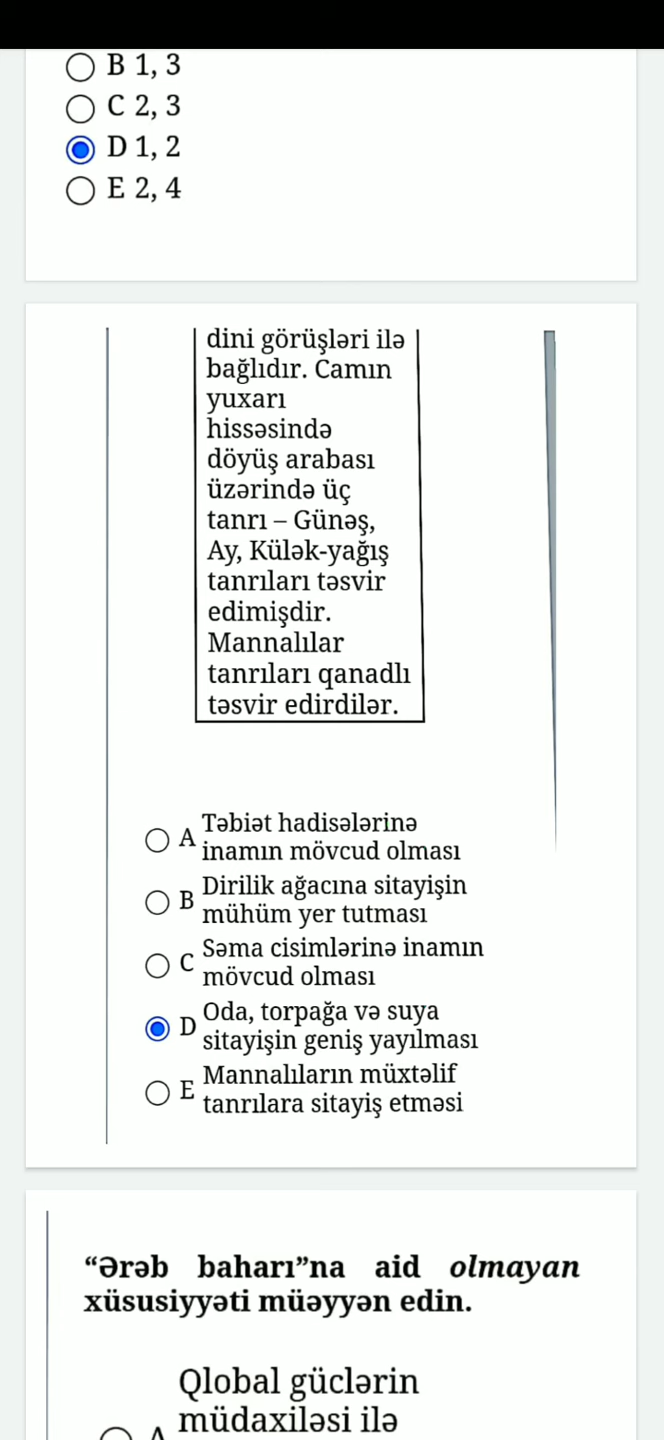 B 1, 3
C 2, 3
D 1, 2
E 2, 4
dini görüşləri ilə
bağlıdır. Camın
yuxarı
hissəsində
döyüş arabası
üzərində üç
tanrı – Günəş,
Ay, Külək-yağış
tanrıları təsvir
edimişdir.
Mannalılar
tanrıları qanadlı
təsvir edirdilər.
A Təbiət hadisələrinə
inamın mövcud olması
B Dirilik ağacına sitayişin
mühüm yer tutması
C Səma cisimlərinə inamın
mövcud olması
D Oda, torpağa və suya
sitayişin geniş yayılması
E Mannalıların müxtəlif
tanrılara sitayiş etməsi
“Ərəb baharı”na aid olmayan
xüsusiyyəti müəyyən edin.
Qlobal güclərin
A müdaxiləsi ilə